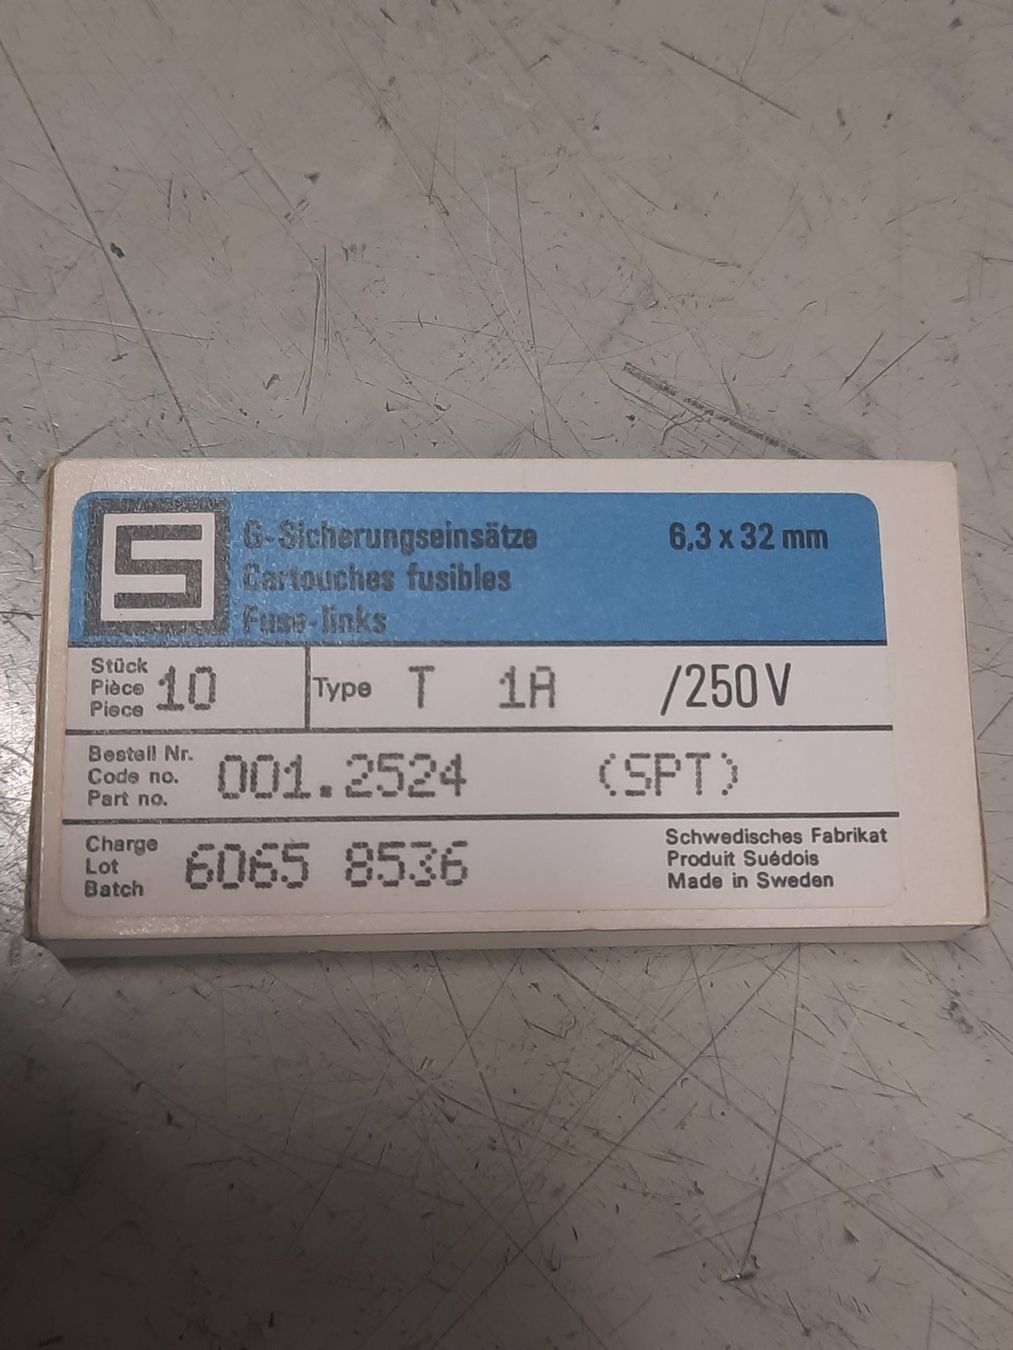 S
G-Sicherungseinsätze 6,3 x 32 mm
Cartouches fusibles
Fuse-links
Stück
Pièce
Piece
10
Type T 1A /250V
Bestell Nr.
Code no.
Part no.
001.2524 (SPT)
Charge
Lot
Batch
6065 8536
Schwedisches Fabrikat
Produit Suédois
Made in Sweden